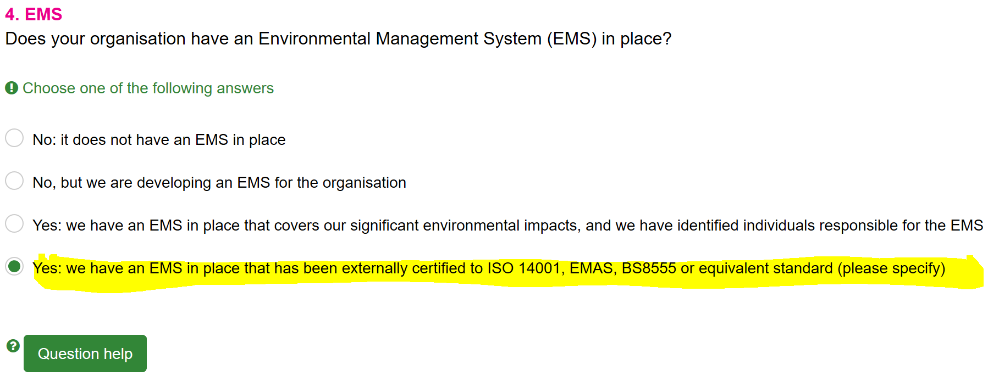 4. EMS
Does your organisation have an Environmental Management System (EMS) in place?
! Choose one of the following answers
No: it does not have an EMS in place
No, but we are developing an EMS for the organisation
Yes: we have an EMS in place that covers our significant environmental impacts, and we have identified individuals responsible for the EMS
Yes: we have an EMS in place that has been externally certified to ISO 14001, EMAS, BS8555 or equivalent standard (please specify)
? Question help